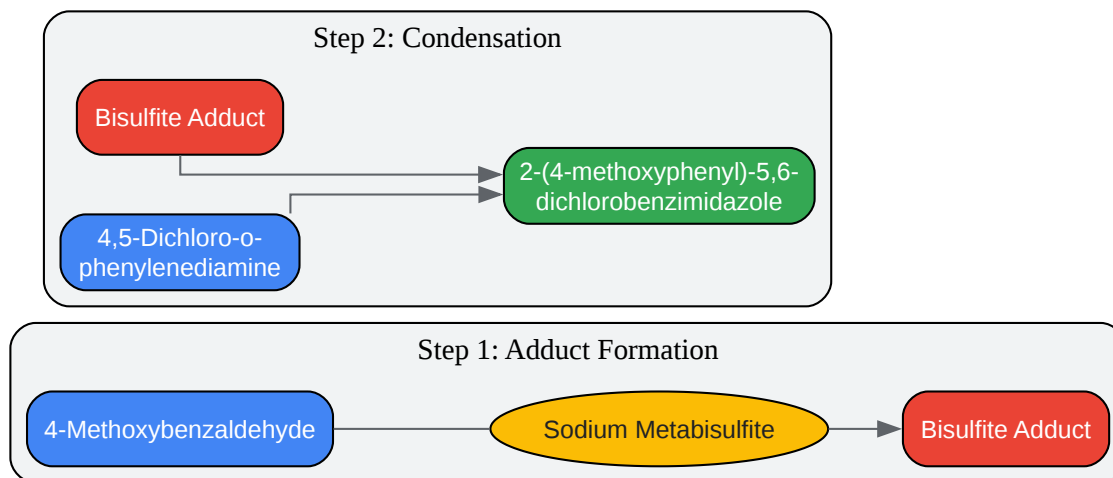 Step 2: Condensation
Bisulfite Adduct
2-(4-methoxyphenyl)-5,6-
dichlorobenzimidazole
4,5-Dichloro-o-
phenylenediamine
Step 1: Adduct Formation
4-Methoxybenzaldehyde
Sodium Metabisulfite
Bisulfite Adduct